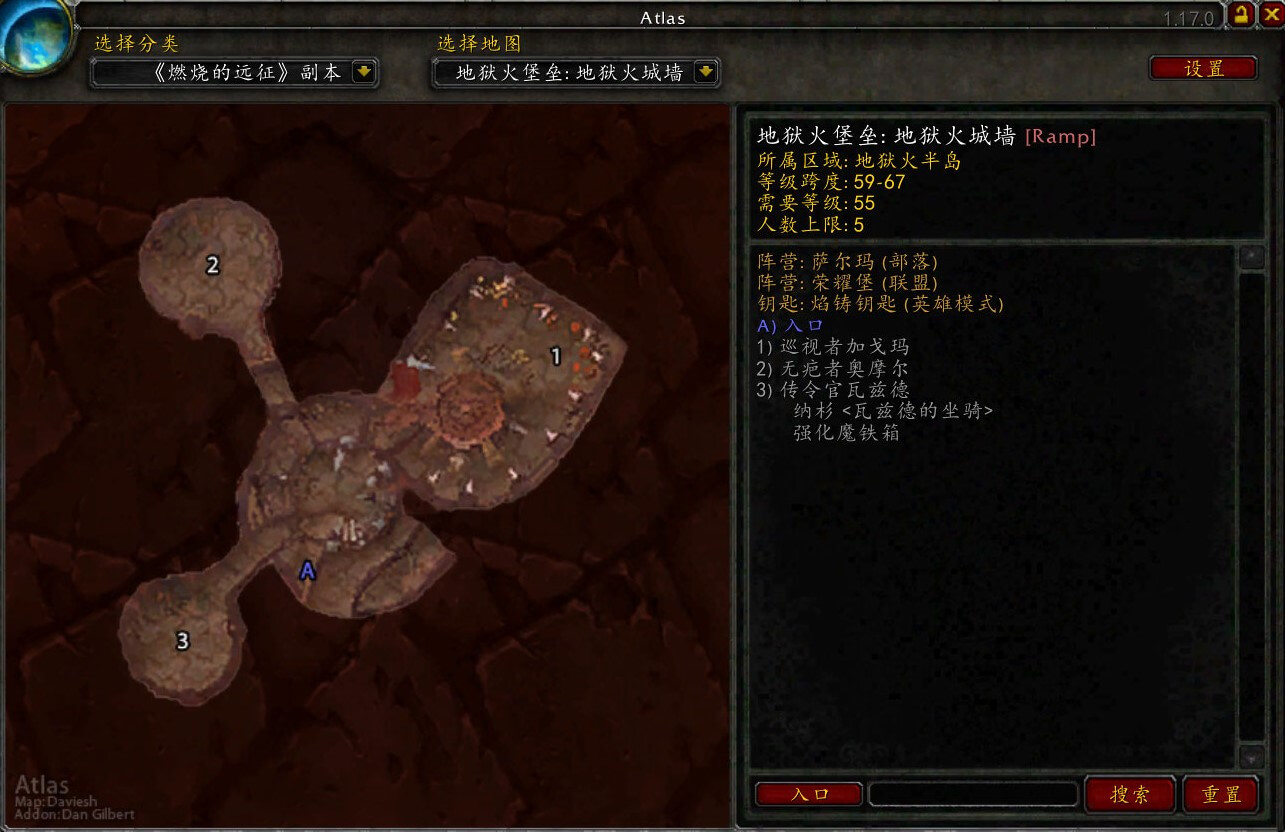 Atlas
1.17.0
选择分类
选择地图
《燃烧的远征》副本
地狱火堡垒: 地狱火城墙
设置
地狱火堡垒: 地狱火城墙 [Ramp]
所属区域: 地狱火半岛
等级跨度: 59-67
需要等级: 55
人数上限: 5
阵营: 萨尔玛 (部落)
阵营: 荣耀堡 (联盟)
钥匙: 焰铸钥匙 (英雄模式)
A) 入口
1) 巡视者加戈玛
2) 无疤者奥摩尔
3) 传令官瓦兹德
纳杉 <瓦兹德的坐骑>
强化魔铁箱
2
1
A
3
Atlas
Map:Daviesh
Addon:Dan Gilbert
入口
搜索
重置